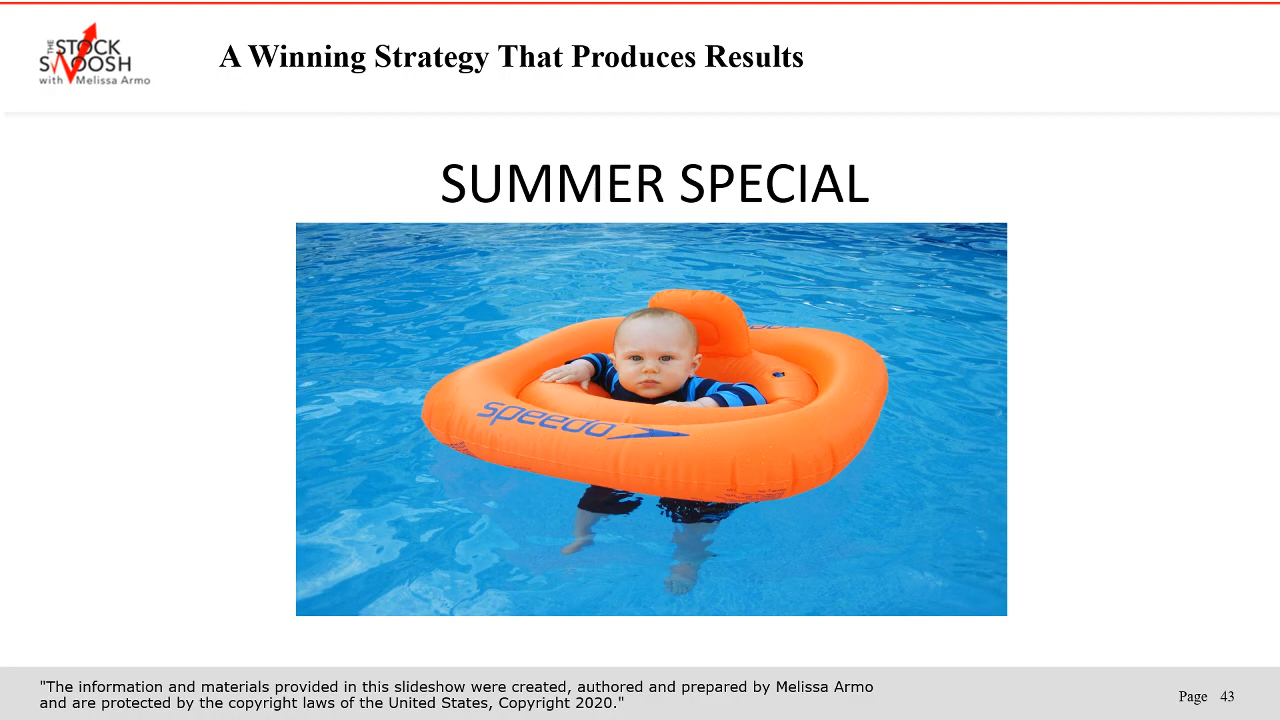 THE
STOCK
SWOOSH
with Melissa Armo
A Winning Strategy That Produces Results
SUMMER SPECIAL
speedo
"The information and materials provided in this slideshow were created, authored and prepared by Melissa Armo
and are protected by the copyright laws of the United States, Copyright 2020."
Page 43